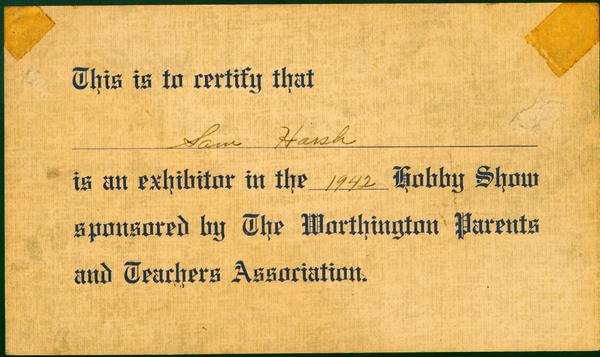 This is to certify that
Sam Harsh
is an exhibitor in the 1942 Hobby Show
sponsored by The Worthington Parents
and Teachers Association.